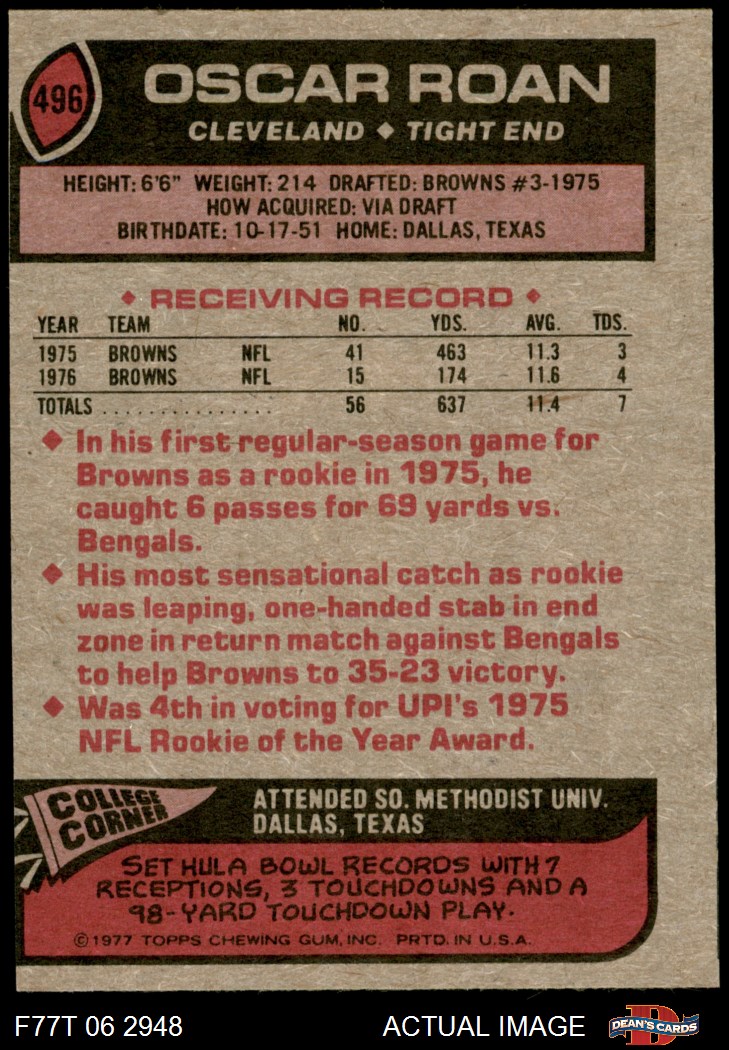 496
OSCAR ROAN
CLEVELAND ◆ TIGHT END
HEIGHT: 6'6" WEIGHT: 214 DRAFTED: BROWNS #3-1975
HOW ACQUIRED: VIA DRAFT
BIRTHDATE: 10-17-51 HOME: DALLAS, TEXAS
◆ RECEIVING RECORD ◆
YEAR TEAM NO. YDS. AVG. TDS.
1975 BROWNS NFL 41 463 11.3 3
1976 BROWNS NFL 15 174 11.6 4
TOTALS ................ 56 637 11.4 7
◆ In his first regular-season game for
Browns as a rookie in 1975, he
caught 6 passes for 69 yards vs.
Bengals.
◆ His most sensational catch as rookie
was leaping, one-handed stab in end
zone in return match against Bengals
to help Browns to 35-23 victory.
◆ Was 4th in voting for UPI's 1975
NFL Rookie of the Year Award.
COLLEGE
CORNER
ATTENDED SO. METHODIST UNIV.
DALLAS, TEXAS
SET HULA BOWL RECORDS WITH 7
RECEPTIONS, 3 TOUCHDOWNS AND A
98-YARD TOUCHDOWN PLAY.
©1977 TOPPS CHEWING GUM, INC. PRTD. IN U.S.A.
F77T 06 2948
ACTUAL IMAGE
D
DEAN'S CARDS